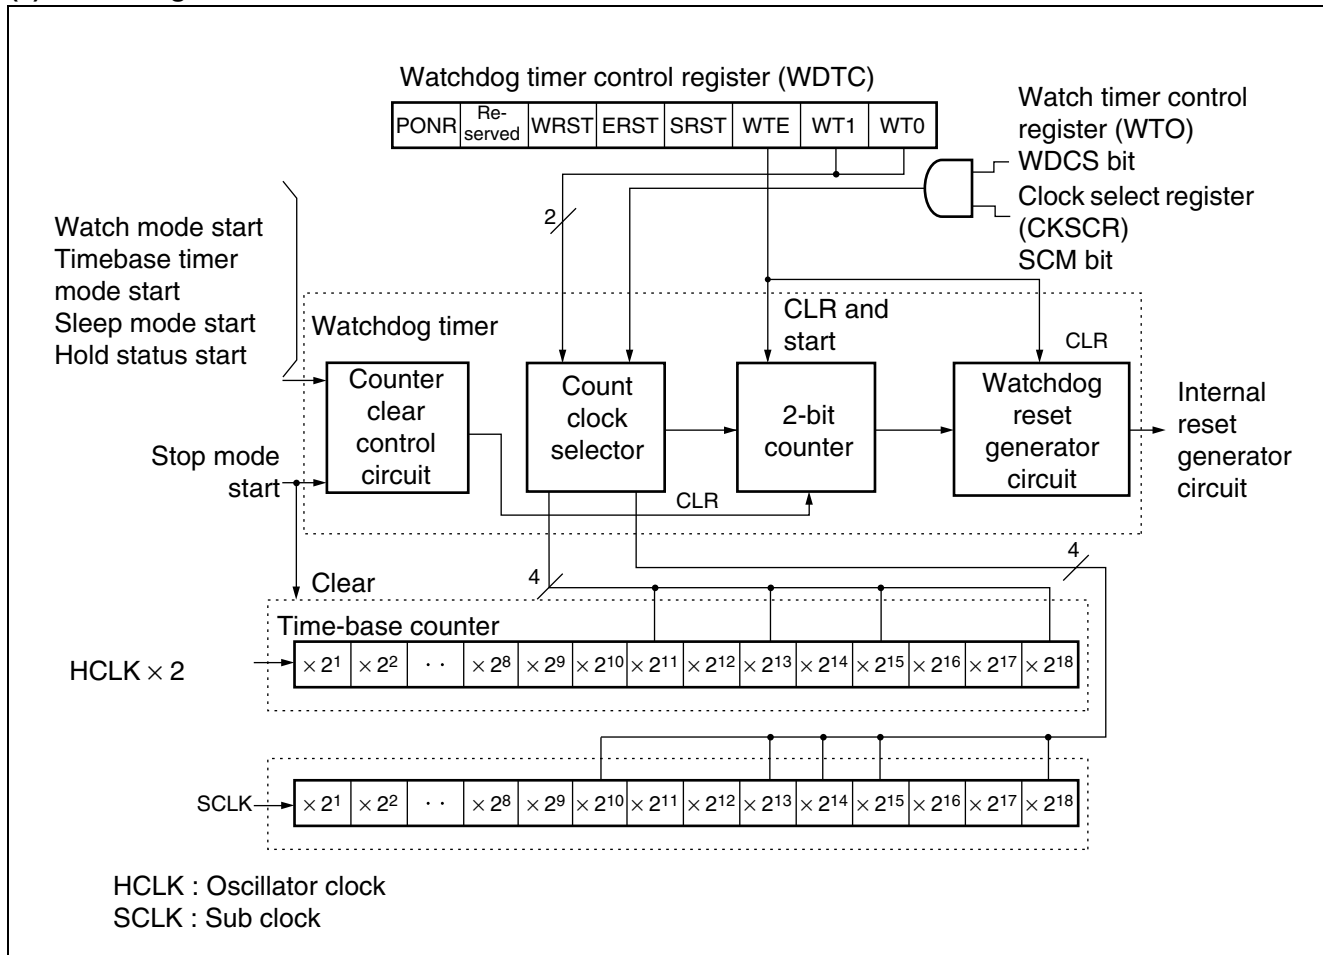 Watchdog timer control register (WDTC)
PONR Re-served WRST ERST SRST WTE WT1 WT0
Watch timer control
register (WTO)
WDCS bit
Clock select register
(CKSCR)
SCM bit
2
Watch mode start
Timebase timer
mode start
Sleep mode start
Hold status start
Watchdog timer
CLR and
start
CLR
Counter
clear
control
circuit
Count
clock
selector
2-bit
counter
Watchdog
reset
generator
circuit
Internal
reset
generator
circuit
Stop mode
start
CLR
4
4
Clear
Time-base counter
HCLK × 2
× 2¹ × 2² ·· × 2⁸ × 2⁹ × 2¹⁰ × 2¹¹ × 2¹² × 2¹³ × 2¹⁴ × 2¹⁵ × 2¹⁶ × 2¹⁷ × 2¹⁸
SCLK
× 2¹ × 2² ·· × 2⁸ × 2⁹ × 2¹⁰ × 2¹¹ × 2¹² × 2¹³ × 2¹⁴ × 2¹⁵ × 2¹⁶ × 2¹⁷ × 2¹⁸
HCLK : Oscillator clock
SCLK : Sub clock